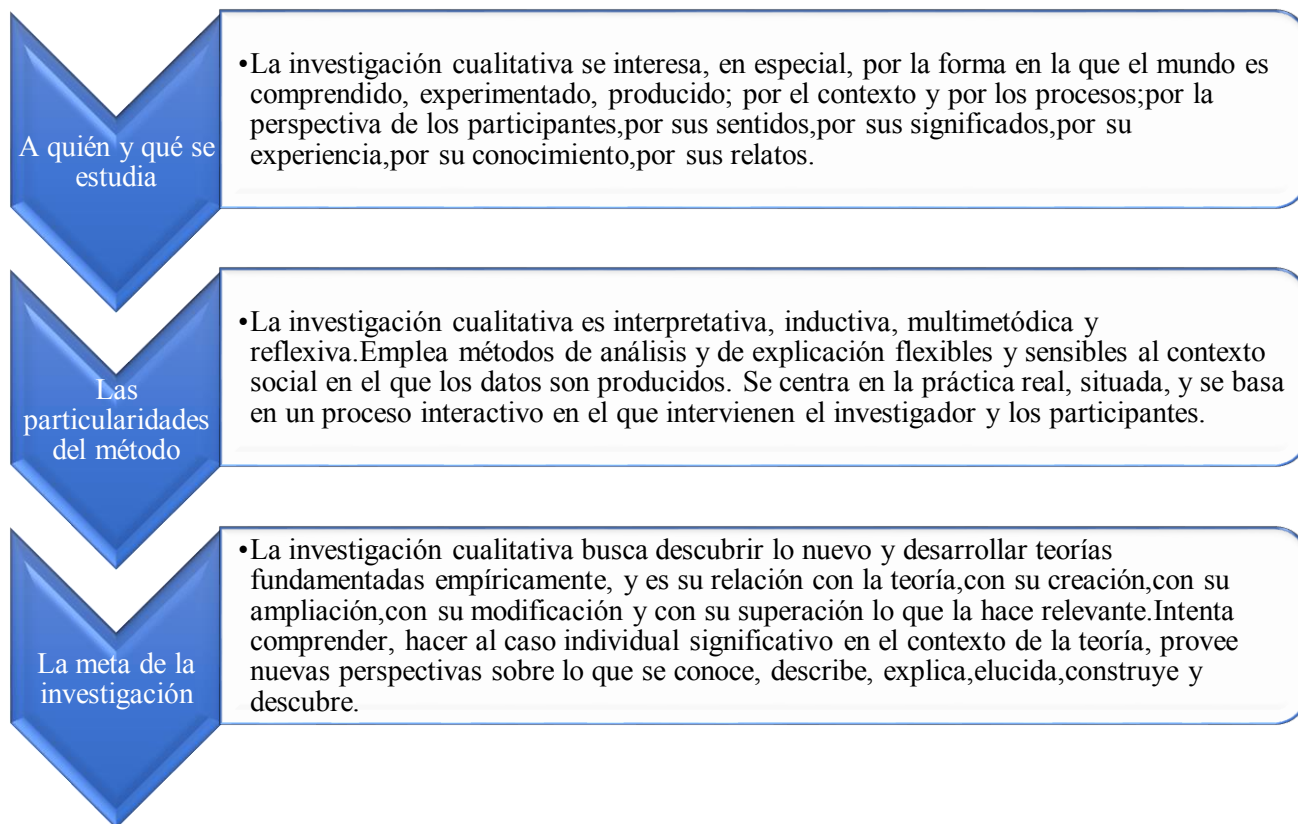 A quién y qué se
estudia
•La investigación cualitativa se interesa, en especial, por la forma en la que el mundo es
comprendido, experimentado, producido; por el contexto y por los procesos;por la
perspectiva de los participantes,por sus sentidos,por sus significados,por su
experiencia,por su conocimiento,por sus relatos.
Las
particularidades
del método
•La investigación cualitativa es interpretativa, inductiva, multimetódica y
reflexiva.Emplea métodos de análisis y de explicación flexibles y sensibles al contexto
social en el que los datos son producidos. Se centra en la práctica real, situada, y se basa
en un proceso interactivo en el que intervienen el investigador y los participantes.
La meta de la
investigación
•La investigación cualitativa busca descubrir lo nuevo y desarrollar teorías
fundamentadas empíricamente, y es su relación con la teoría,con su creación,con su
ampliación,con su modificación y con su superación lo que la hace relevante.Intenta
comprender, hacer al caso individual significativo en el contexto de la teoría, provee
nuevas perspectivas sobre lo que se conoce, describe, explica,elucida,construye y
descubre.